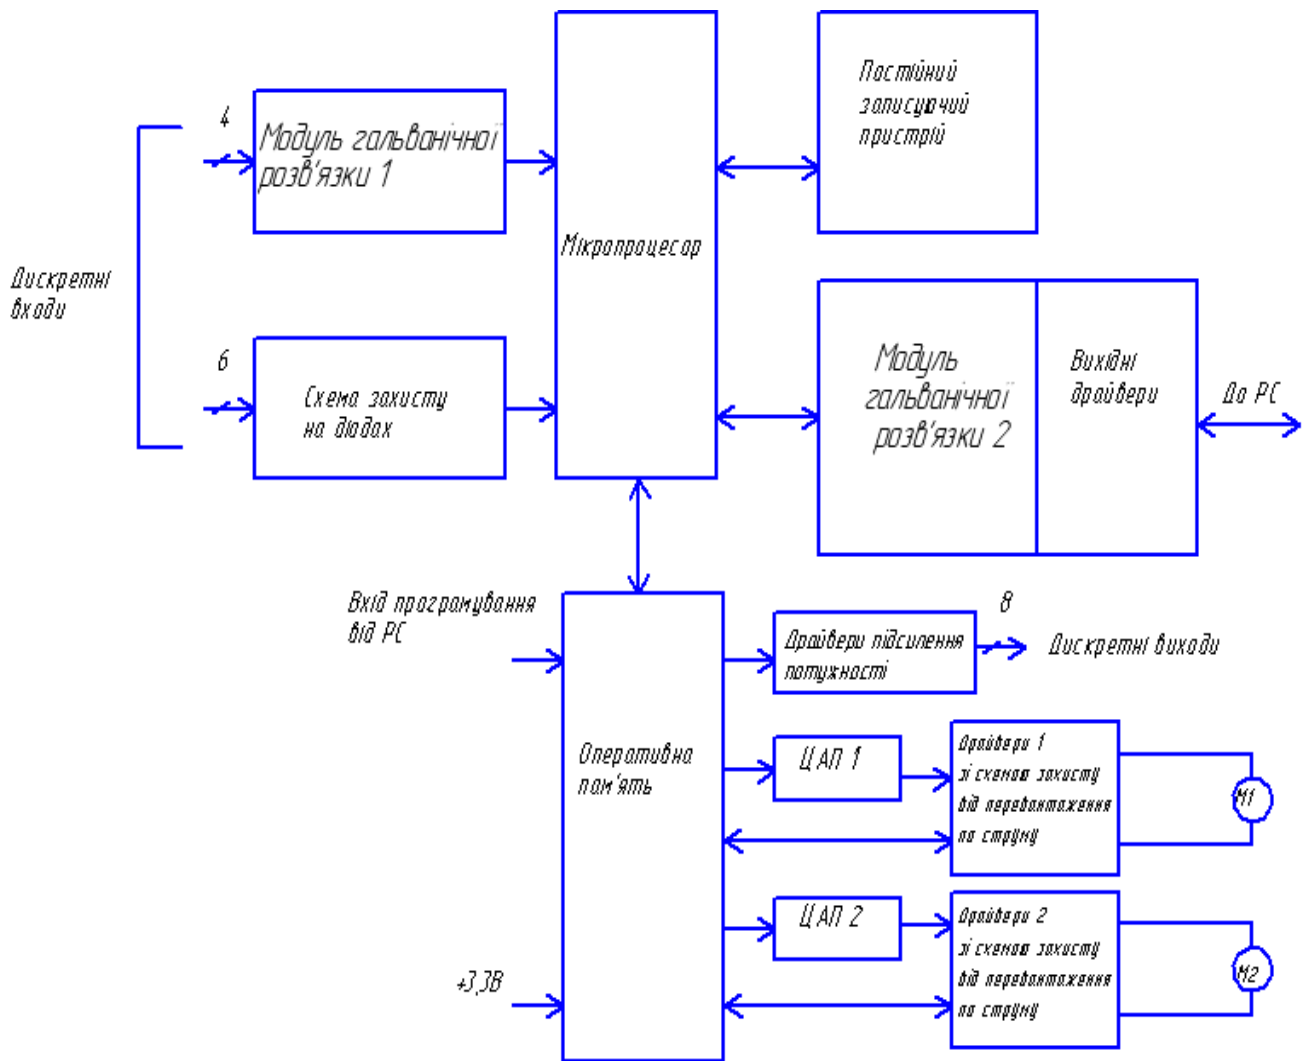 Постійний
записуючий
пристрій
4
Модуль гальванічної
розв'язки 1
Мікропроцесор
Дискретні
входи
6
Схема захисту
на діодах
Модуль
гальванічної
розв'язки 2
Вихідні
драйвери
До PC
Вхід програмування
від PC
8
Драйвери підсилення
потужності
Дискретні виходи
Оперативна
пам'ять
ЦАП 1
Драйвери 1
зі схемою захисту
від перевантаження
по струму
М1
ЦАП 2
Драйвери 2
зі схемою захисту
від перевантаження
по струму
М2
+3,3В